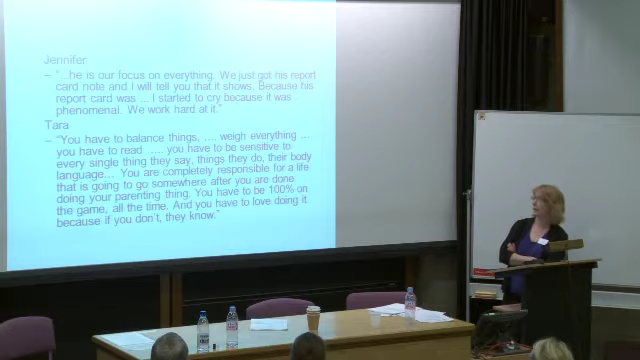 Jennifer
– “...he is our focus on everything. We just got his report
card note and I will tell you that it shows. Because his
report card was ... I started to cry because it was
phenomenal. We work hard at it.”
Tara
– “You have to balance things, ...., weigh everything ...
you have to read ..... you have to be sensitive to
every single thing they say, things they do, their body
language... You are completely responsible for a life
that is going to go somewhere after you are done
doing your parenting thing. You have to be 100% on
the game, all the time. And you have to love doing it
because if you don’t, they know.”